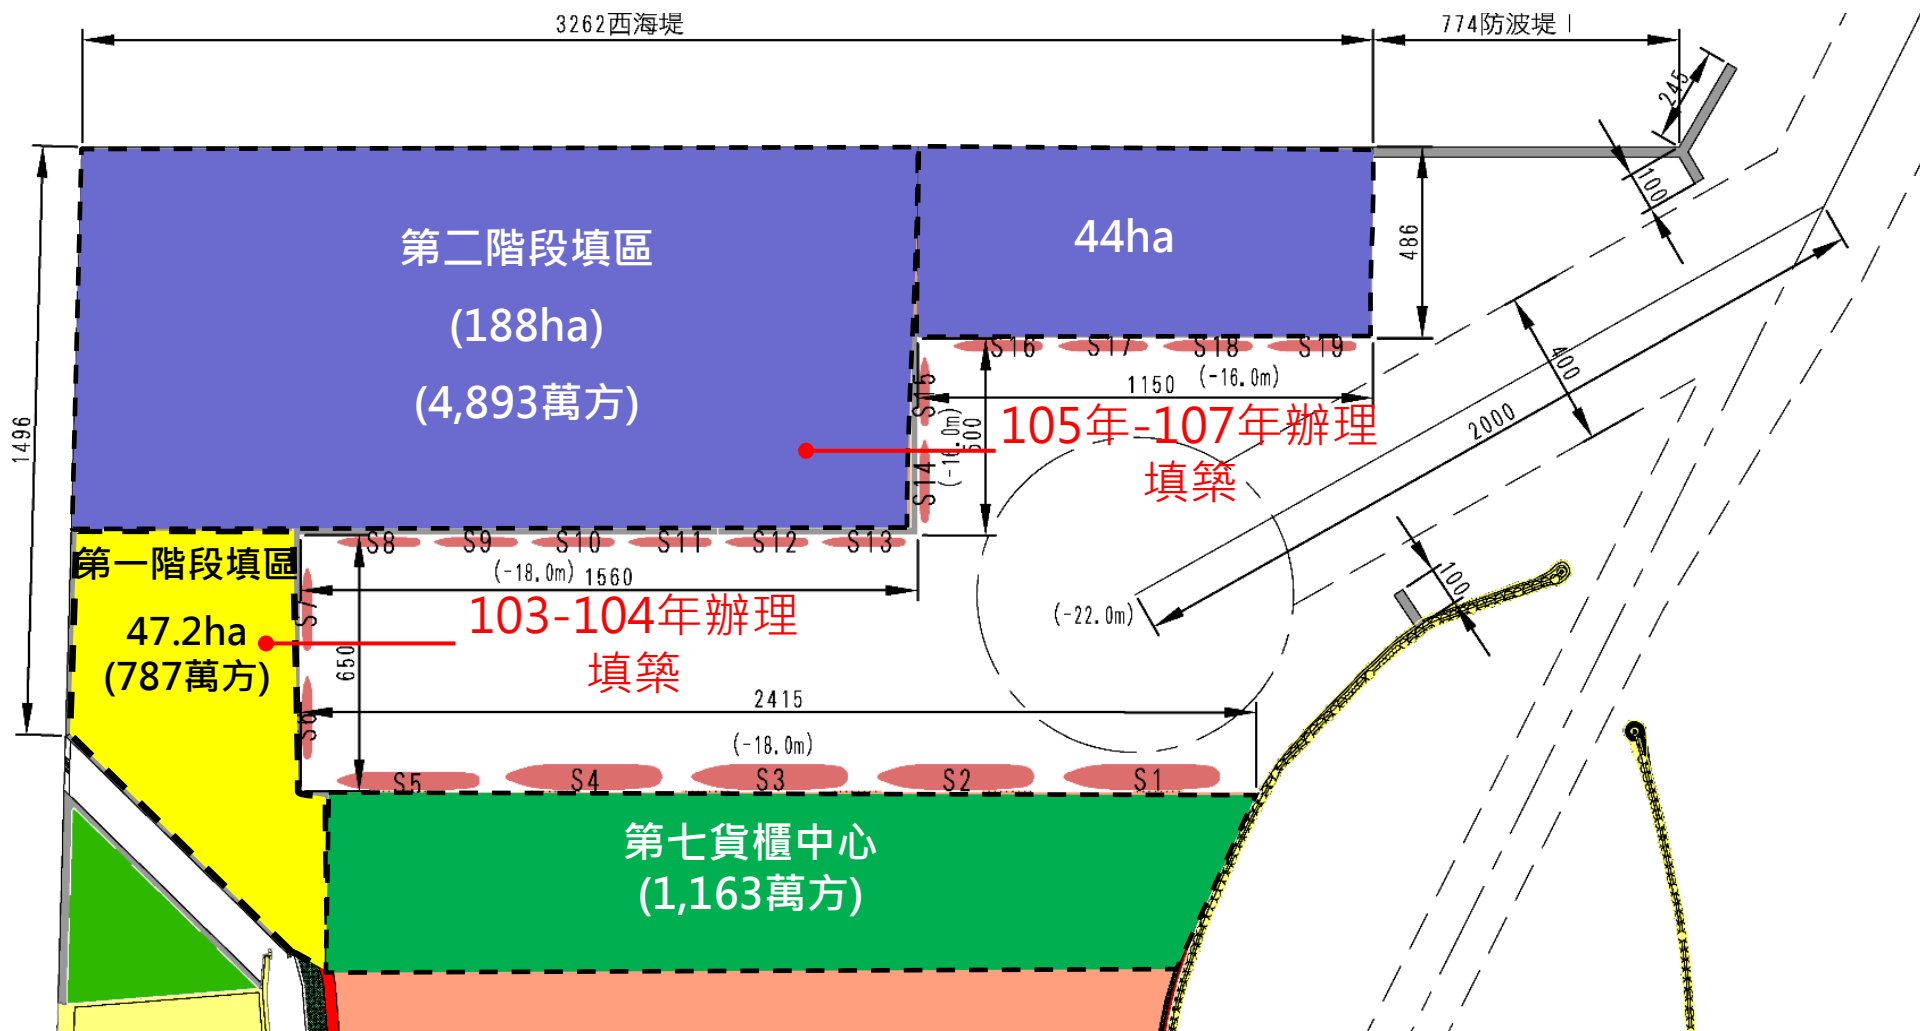 3262西海堤
774防波堤 I
245
100
第二階段填區
(188ha)
(4,893萬方)
44ha
486
1496
400
2000
S16
S17
S18
S19
1150
(-16.0m)
S15
S14
(-16.0m)
600
105年-107年辦理
填築
S8
S9
S10
S11
S12
S13
(-18.0m)
1560
第一階段填區
47.2ha
(787萬方)
S7
S6
103-104年辦理
填築
650
(-22.0m)
100
2415
(-18.0m)
S5
S4
S3
S2
S1
第七貨櫃中心
(1,163萬方)